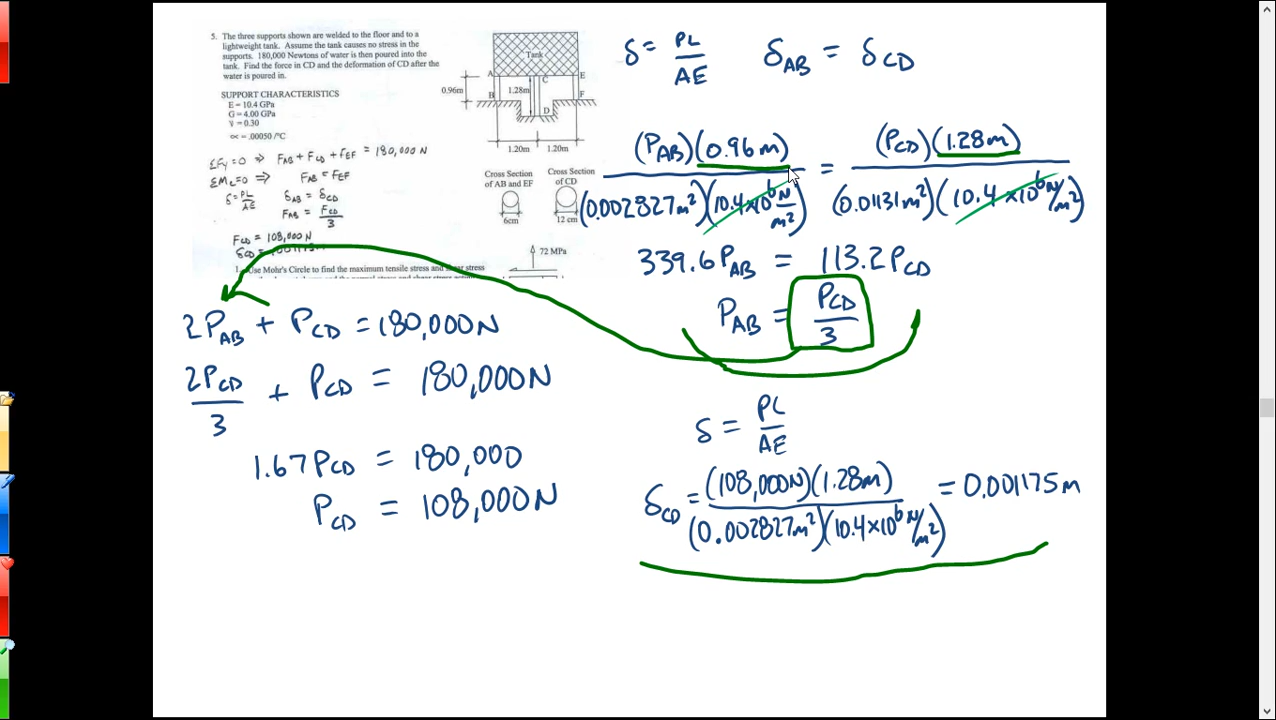 5. The three supports shown are welded to the floor and to a
lightweight tank. Assume the tank causes no stress in the
supports. 180,000 Newtons of water is then poured into the
tank. Find the force in CD and the deformation of CD after the
water is poured in.
SUPPORT CHARACTERISTICS
E = 10.4 GPa
G = 4.00 GPa
V = 0.30
∝ = .00050 /°C
ΣFy=0 => FAB + FCD + FEF = 180,000 N
ΣMC=0 => FAB = FEF
δ = PL/AE δAB = δCD
FAB = FCD/3
FCD = 108,000 N
δCD =
Tank
A
C
E
B
D
F
0.96m
1.28m
1.20m 1.20m
Cross Section of AB and EF
6cm
Cross Section of CD
12 cm
72 MPa
Use Mohr's Circle to find the maximum tensile stress and shear stress
δ = PL/AE δAB = δCD
(PAB)(0.96m)/(0.002827m²)(10.4×10⁶ N/m²) = (PCD)(1.28m)/(0.01131m²)(10.4×10⁶ N/m²)
339.6PAB = 113.2PCD
PAB = PCD/3
2PAB + PCD = 180,000N
2PCD/3 + PCD = 180,000N
1.67PCD = 180,000
PCD = 108,000N
δ = PL/AE
δCD = (108,000N)(1.28m)/(0.002827m²)(10.4×10⁶ N/m²) = 0.001175m